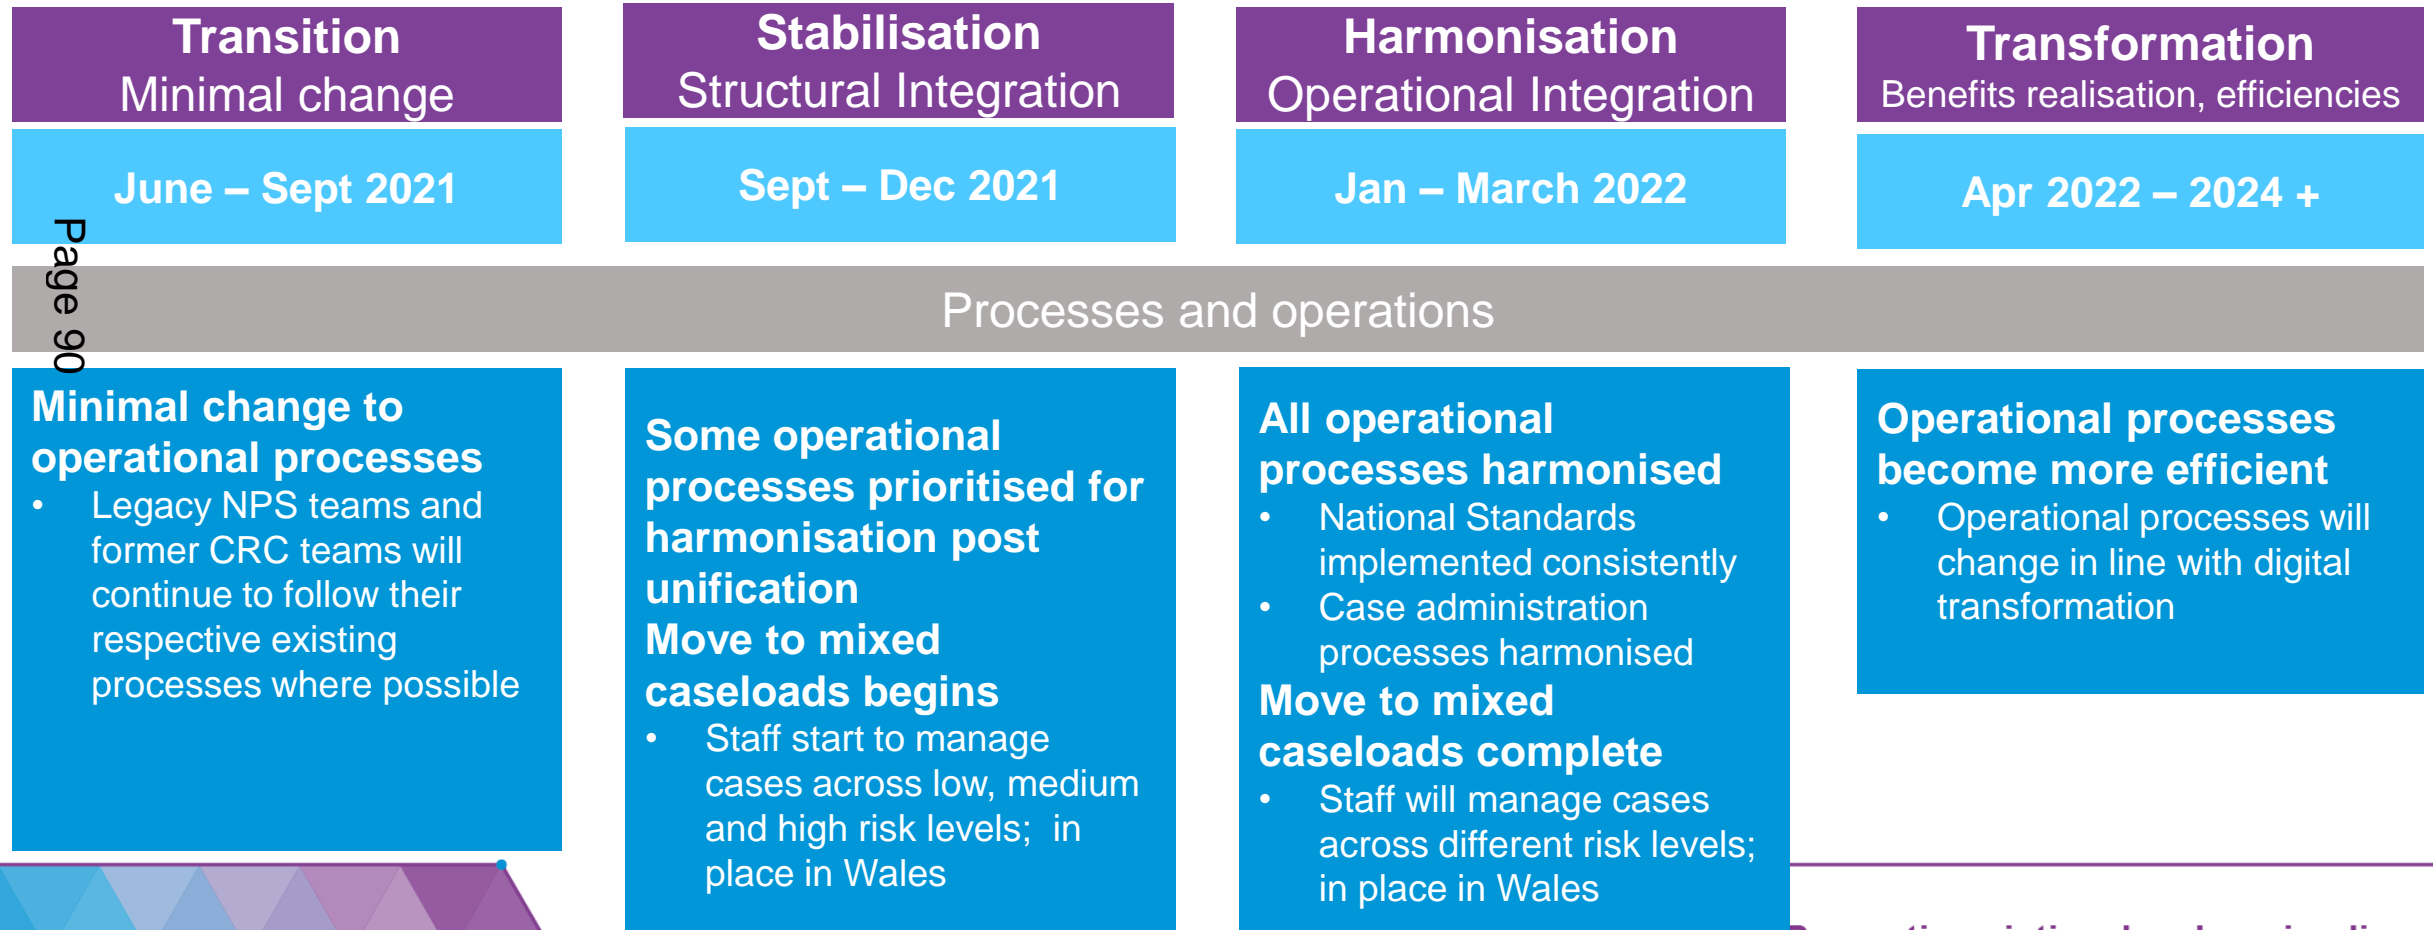 Transition
Minimal change
June – Sept 2021
Stabilisation
Structural Integration
Sept – Dec 2021
Harmonisation
Operational Integration
Jan – March 2022
Transformation
Benefits realisation, efficiencies
Apr 2022 – 2024 +
Page 90
Processes and operations
Minimal change to
operational processes
• Legacy NPS teams and
former CRC teams will
continue to follow their
respective existing
processes where possible
Some operational
processes prioritised for
harmonisation post
unification
Move to mixed
caseloads begins
• Staff start to manage
cases across low, medium
and high risk levels; in
place in Wales
All operational
processes harmonised
• National Standards
implemented consistently
• Case administration
processes harmonised
Move to mixed
caseloads complete
• Staff will manage cases
across different risk levels;
in place in Wales
Operational processes
become more efficient
• Operational processes will
change in line with digital
transformation